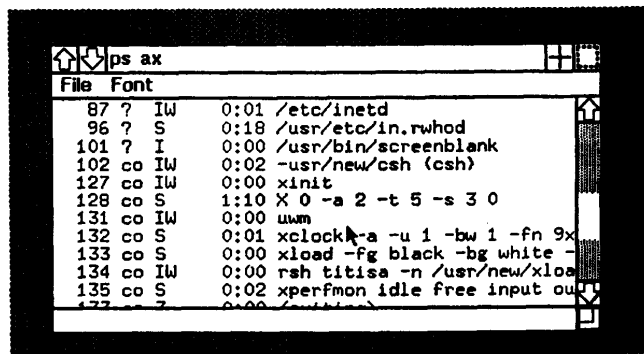 ps ax
File Font
87 ? IW 0:01 /etc/inetd
96 ? S 0:18 /usr/etc/in.rwhod
101 ? I 0:00 /usr/bin/screenblank
102 co IW 0:02 -usr/new/csh (csh)
127 co IW 0:00 xinit
128 co S 1:10 X 0 -a 2 -t 5 -s 3 0
131 co IW 0:00 uwm
132 co S 0:01 xclock -a -u 1 -bw 1 -fn 9x
133 co S 0:00 xload -fg black -bg white -
134 co IW 0:00 rsh titisa -n /usr/new/xloa
135 co S 0:02 xperfmon idle free input ou